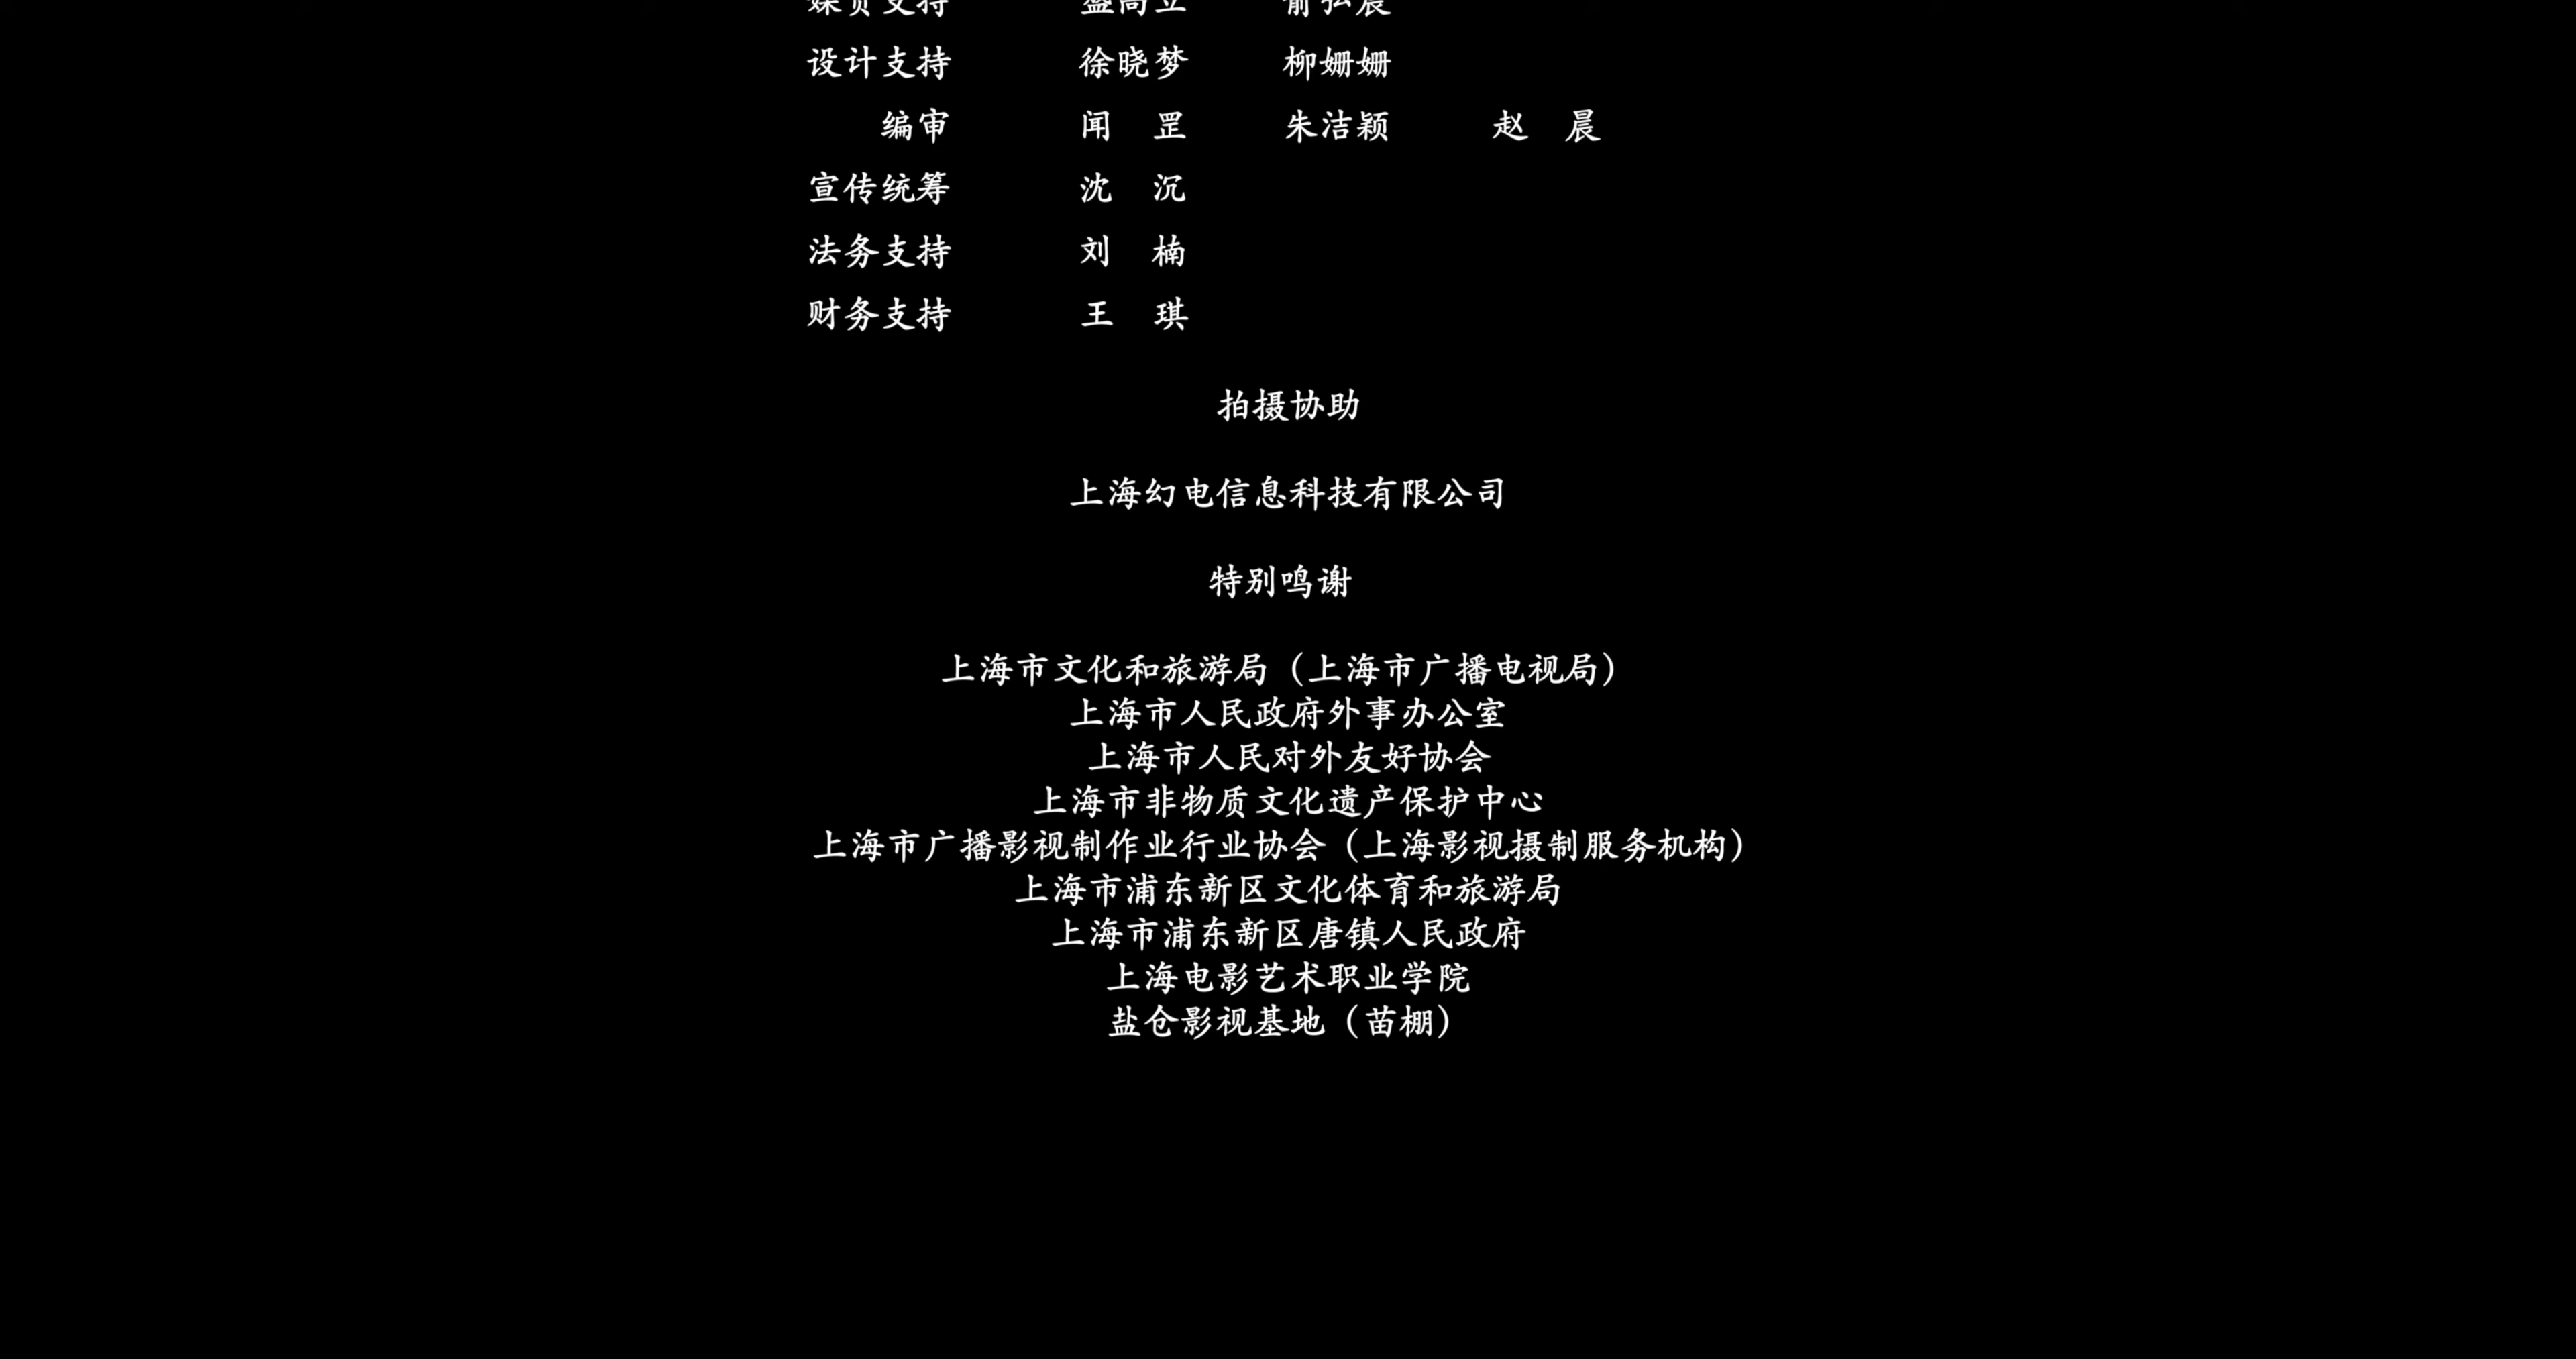 设计支持 徐晓梦 柳姗姗
编审 闻 罡 朱洁颖 赵 晨
宣传统筹 沈 沉
法务支持 刘 楠
财务支持 王 琪
拍摄协助
上海幻电信息科技有限公司
特别鸣谢
上海市文化和旅游局（上海市广播电视局）
上海市人民政府外事办公室
上海市人民对外友好协会
上海市非物质文化遗产保护中心
上海市广播影视制作业行业协会（上海影视摄制服务机构）
上海市浦东新区文化体育和旅游局
上海市浦东新区唐镇人民政府
上海电影艺术职业学院
盐仓影视基地（苗棚）